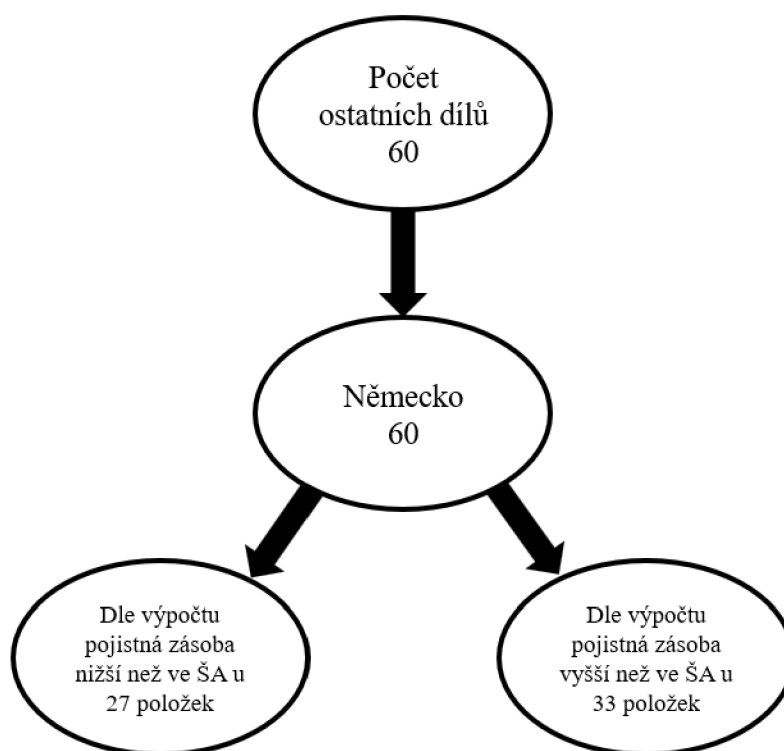 Počet
ostatních dílů
60
Německo
60
Dle výpočtu
pojistná zásoba
nižší než ve ŠA u
27 položek
Dle výpočtu
pojistná zásoba
vyšší než ve ŠA u
33 položek